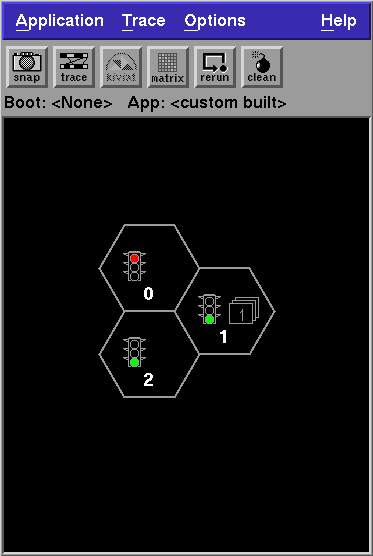 Application Trace Options Help
snap trace kiviat matrix rerun clean
Boot: <None> App: <custom built>
0
1 1
2